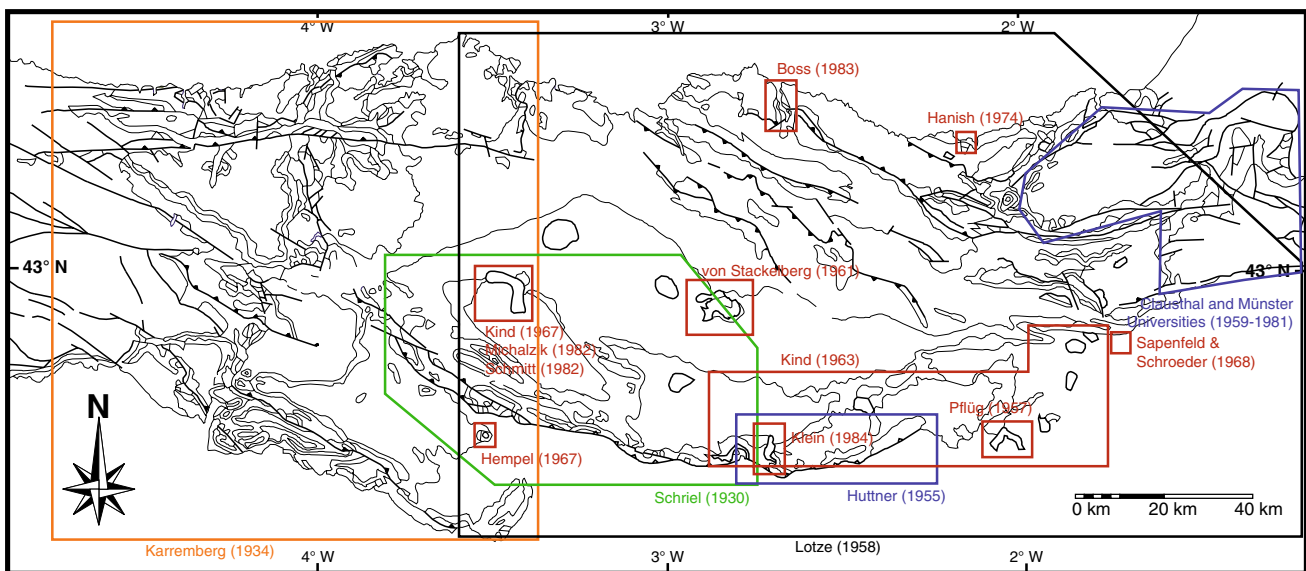 4° W
3° W
2° W
Boss (1983)
Hanish (1974)
43° N
von Stackelberg (1961)
43° N
Clausthal and Münster
Universities (1959-1981)
Kind (1967)
Michalzik (1982)
Schmitt (1982)
Sapenfeld &
Schroeder (1968)
Kind (1963)
N
Pflüg (1957)
Klein (1984)
Hempel (1967)
Schriel (1930)
Huttner (1955)
0 km
20 km
40 km
Karremberg (1934)
Lotze (1958)
4° W
3° W
2° W